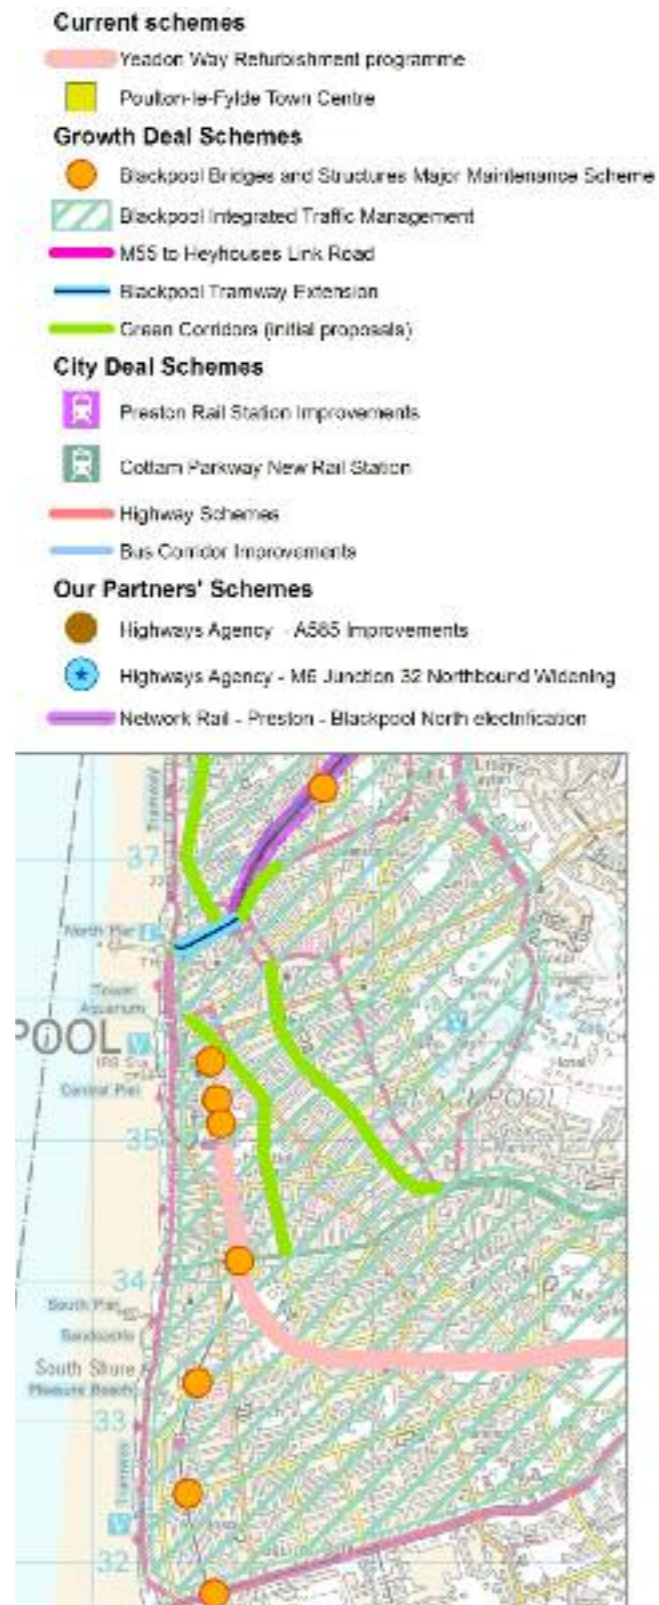 Current schemes
Yeadon Way Refurbishment programme
Poulton-le-Fylde Town Centre
Growth Deal Schemes
Blackpool Bridges and Structures Major Maintenance Scheme
Blackpool Integrated Traffic Management
M55 to Heyhouses Link Road
Blackpool Tramway Extension
Green Corridors (initial proposals)
City Deal Schemes
Preston Rail Station Improvements
Cottam Parkway New Rail Station
Highway Schemes
Bus Corridor Improvements
Our Partners' Schemes
Highways Agency - A585 Improvements
Highways Agency - M6 Junction 32 Northbound Widening
Network Rail - Preston - Blackpool North electrification
Tramway
37
North Pier
Tower
Aquarium
POOL
Central Pier
BLACKPOOL
35
34
South Pier
Sandcastle
South Shore
Pleasure Beach
33
Tramway
32